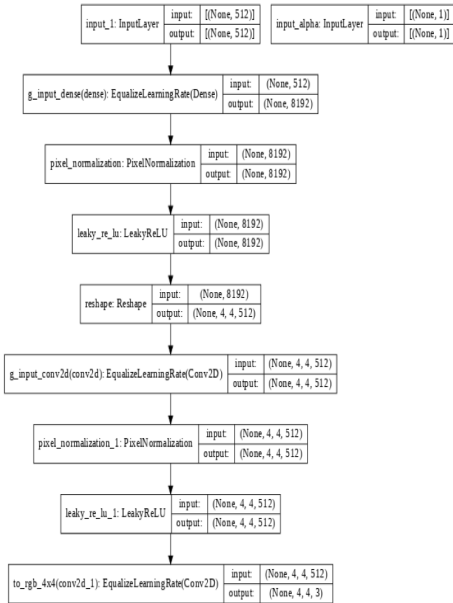 input_1: InputLayer input: [(None, 512)] output: [(None, 512)]
input_alpha: InputLayer input: [(None, 1)] output: [(None, 1)]
g_input_dense(dense): EqualizeLearningRate(Dense) input: (None, 512) output: (None, 8192)
pixel_normalization: PixelNormalization input: (None, 8192) output: (None, 8192)
leaky_re_lu: LeakyReLU input: (None, 8192) output: (None, 8192)
reshape: Reshape input: (None, 8192) output: (None, 4, 4, 512)
g_input_conv2d(conv2d): EqualizeLearningRate(Conv2D) input: (None, 4, 4, 512) output: (None, 4, 4, 512)
pixel_normalization_1: PixelNormalization input: (None, 4, 4, 512) output: (None, 4, 4, 512)
leaky_re_lu_1: LeakyReLU input: (None, 4, 4, 512) output: (None, 4, 4, 512)
to_rgb_4x4(conv2d_1): EqualizeLearningRate(Conv2D) input: (None, 4, 4, 512) output: (None, 4, 4, 3)